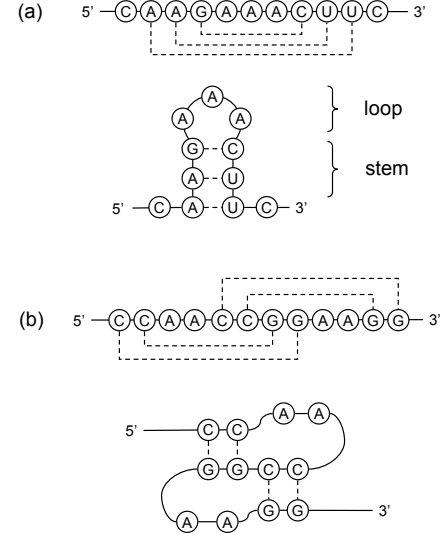 (a) 5' C A A G A A A C U U C 3'
A
A A loop
G C
A U stem
5' C A U C 3'
(b) 5' C C A A C C G G A A G G 3'
5' C C A A
G G C C
A A G G 3'